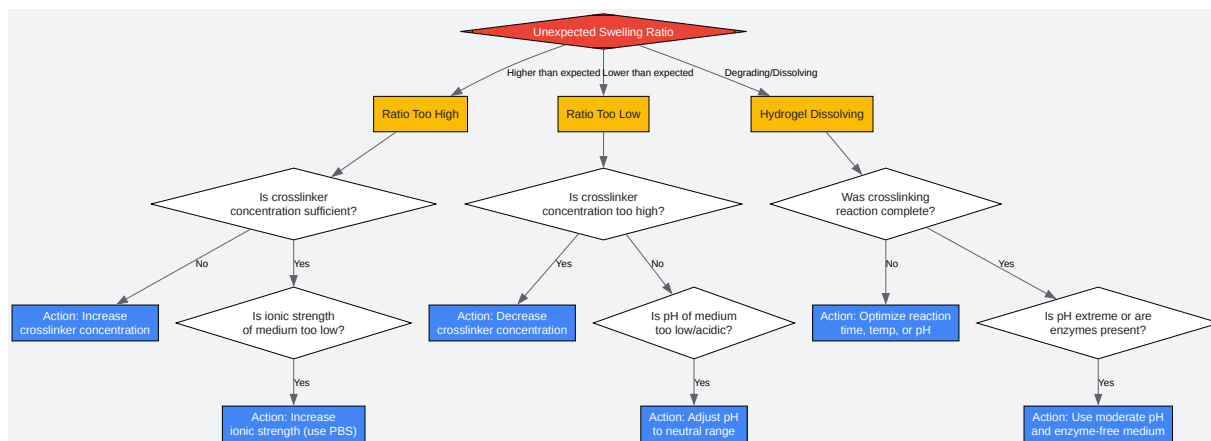 Unexpected Swelling Ratio
Higher than expected
Lower than expected
Degrading/Dissolving
Ratio Too High
Ratio Too Low
Hydrogel Dissolving
Is crosslinker
concentration sufficient?
Is crosslinker
concentration too high?
Was crosslinking
reaction complete?
No
Yes
Yes
No
No
Yes
Action: Increase
crosslinker concentration
Is ionic strength
of medium too low?
Action: Decrease
crosslinker concentration
Is pH of medium
too low/acidic?
Action: Optimize reaction
time, temp, or pH
Is pH extreme or are
enzymes present?
Yes
Yes
Yes
Action: Increase
ionic strength (use PBS)
Action: Adjust pH
to neutral range
Action: Use moderate pH
and enzyme-free medium